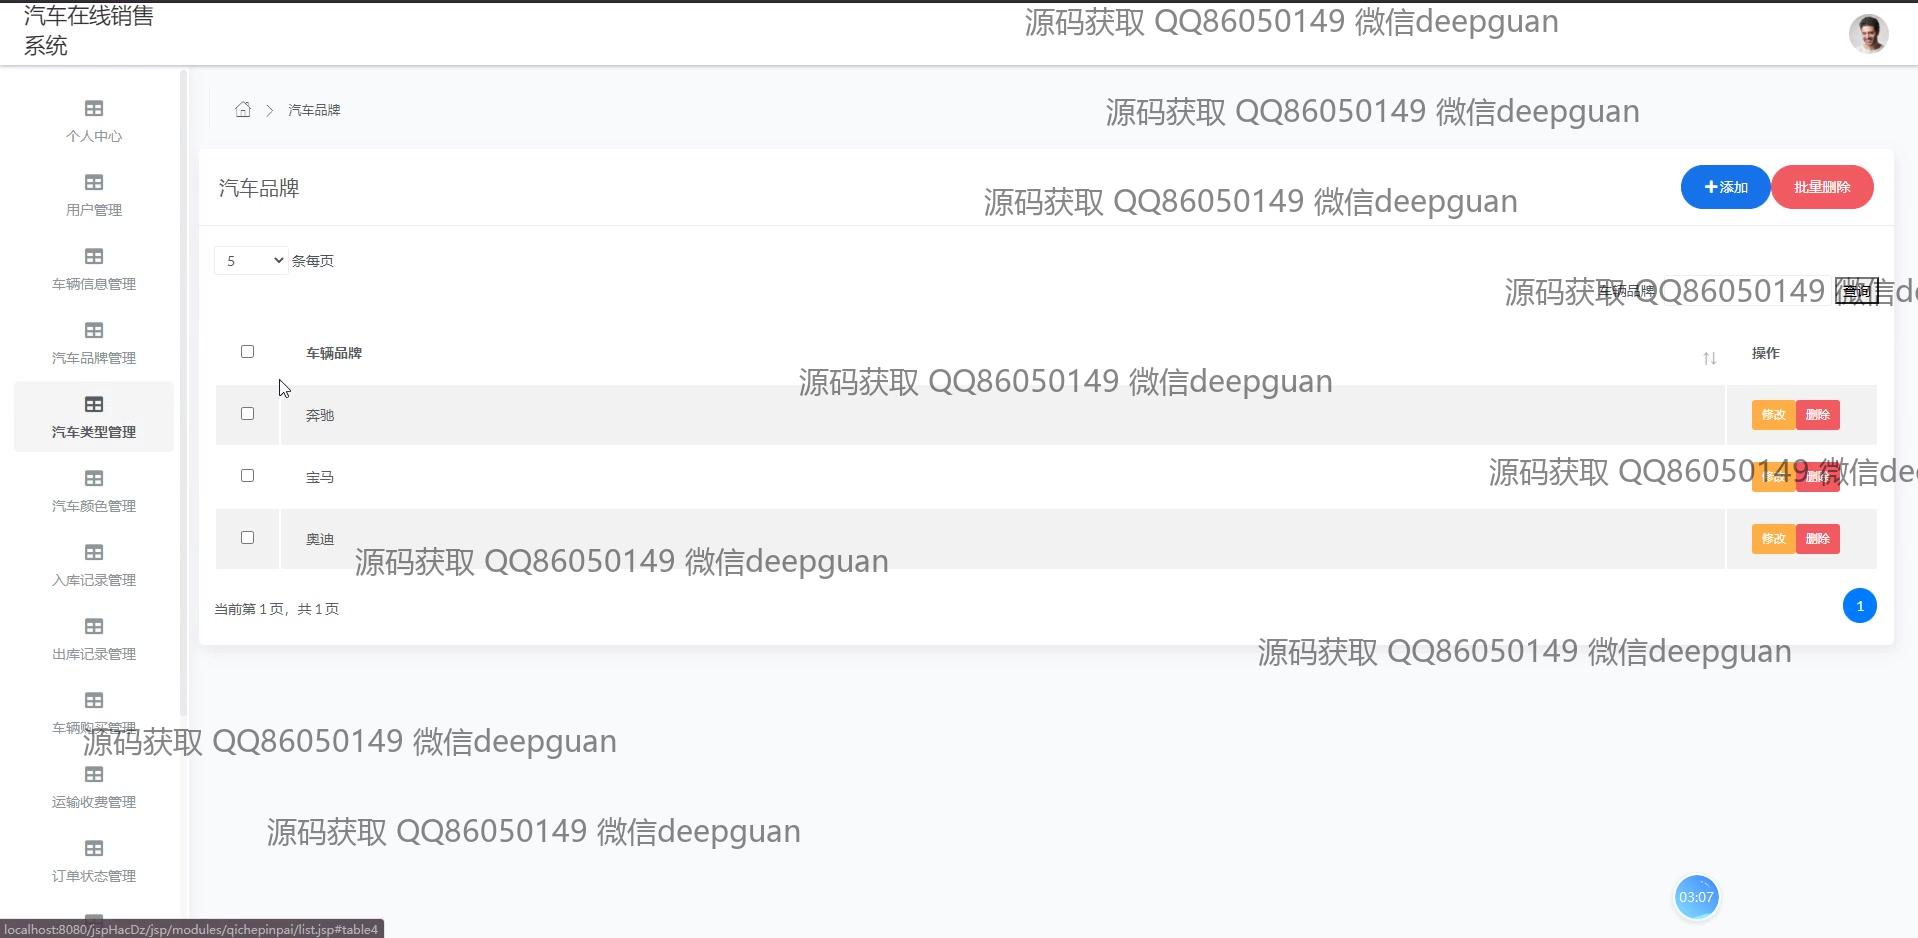 汽车在线销售
系统
源码获取 QQ86050149 微信deepguan
个人中心
用户管理
车辆信息管理
汽车品牌管理
汽车类型管理
汽车颜色管理
入库记录管理
出库记录管理
车辆购买管理
运输收费管理
订单状态管理
汽车品牌
源码获取 QQ86050149 微信deepguan
汽车品牌
源码获取 QQ86050149 微信deepguan
添加
批量删除
5 条每页
车辆品牌
查询
源码获取 QQ86050149 微信de
车辆品牌
操作
源码获取 QQ86050149 微信deepguan
奔驰
修改 删除
宝马
修改 删除
源码获取 QQ86050149 微信dee
奥迪
修改 删除
源码获取 QQ86050149 微信deepguan
当前第 1 页，共 1 页
1
源码获取 QQ86050149 微信deepguan
源码获取 QQ86050149 微信deepguan
源码获取 QQ86050149 微信deepguan
03:07
localhost:8080/jspHacDz/jsp/modules/qichepinpai/list.jsp#table4